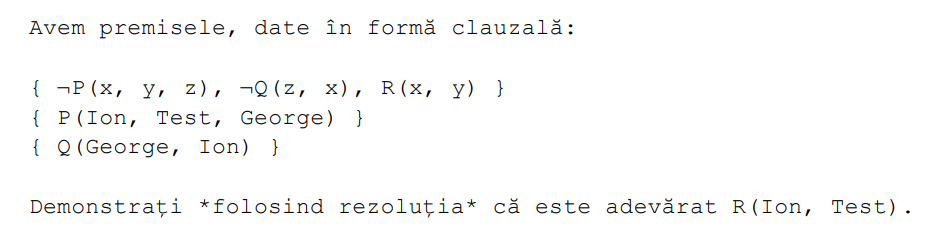 Avem premisele, date în formă clauzală:
{ ¬P(x, y, z), ¬Q(z, x), R(x, y) }
{ P(Ion, Test, George) }
{ Q(George, Ion) }
Demonstrați *folosind rezoluția* că este adevărat R(Ion, Test).